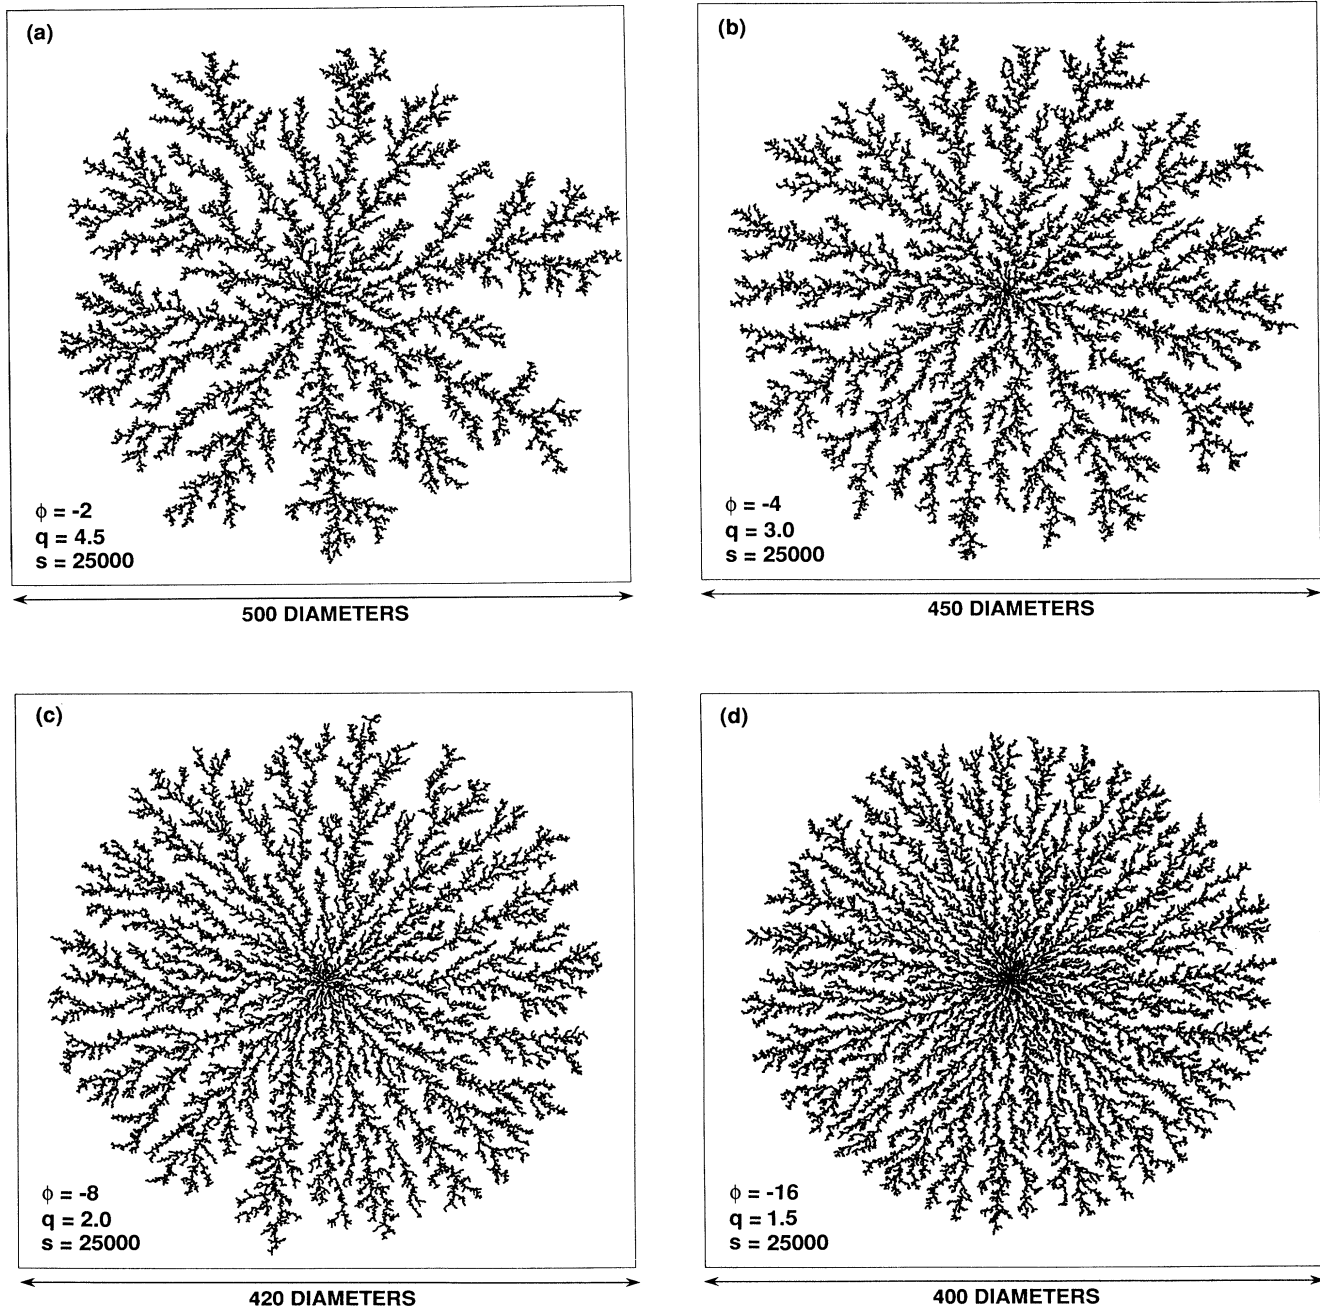 (a)
ϕ = -2
q = 4.5
s = 25000
500 DIAMETERS
(b)
ϕ = -4
q = 3.0
s = 25000
450 DIAMETERS
(c)
ϕ = -8
q = 2.0
s = 25000
420 DIAMETERS
(d)
ϕ = -16
q = 1.5
s = 25000
400 DIAMETERS